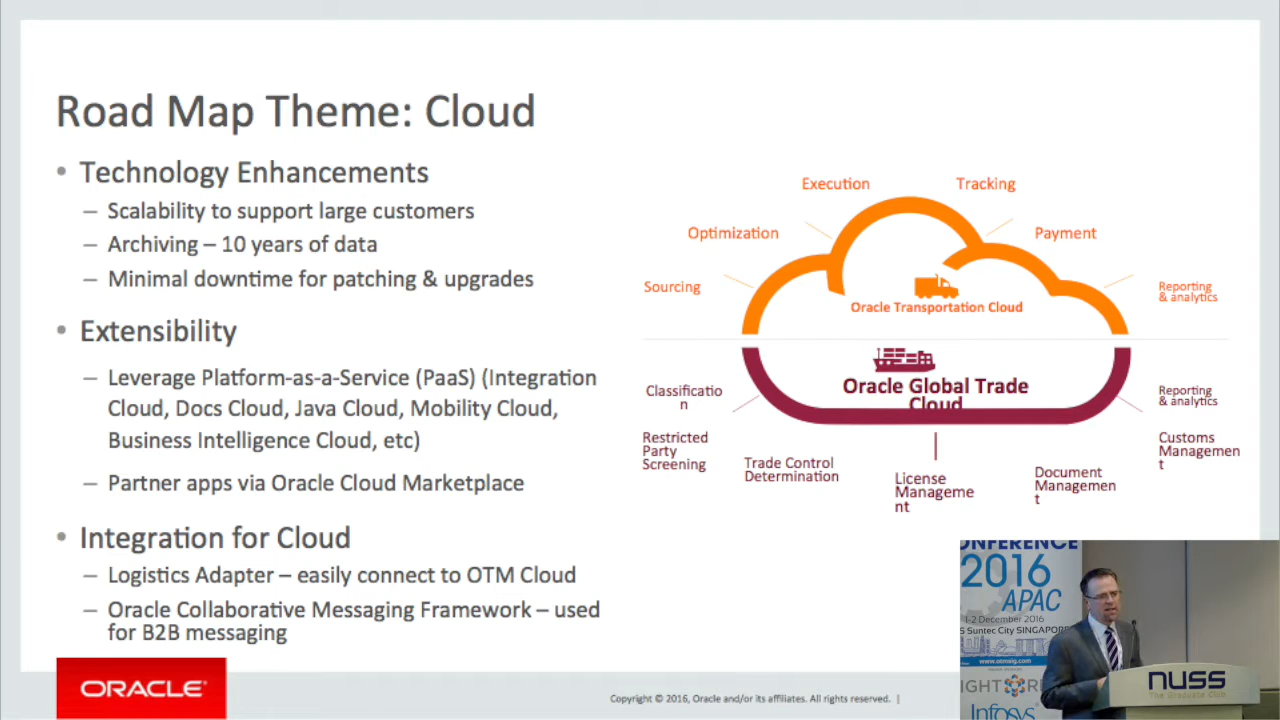 Road Map Theme: Cloud
• Technology Enhancements
– Scalability to support large customers
– Archiving – 10 years of data
– Minimal downtime for patching & upgrades
• Extensibility
– Leverage Platform-as-a-Service (PaaS) (Integration
Cloud, Docs Cloud, Java Cloud, Mobility Cloud,
Business Intelligence Cloud, etc)
– Partner apps via Oracle Cloud Marketplace
• Integration for Cloud
– Logistics Adapter – easily connect to OTM Cloud
– Oracle Collaborative Messaging Framework – used
for B2B messaging
Execution
Tracking
Optimization
Payment
Sourcing
Reporting
& analytics
Oracle Transportation Cloud
Oracle Global Trade
Cloud
Classificatio
n
Reporting
& analytics
Restricted
Party
Screening
Trade Control
Determination
License
Manageme
nt
Document
Managemen
t
Customs
Managemen
t
ORACLE
Copyright © 2016, Oracle and/or its affiliates. All rights reserved. |
ONFERENCE
2016
APAC
1-2 December 2016
S Suntec City SINGAPOR
www.otmsig.com
IGHT
Infosys
NUSS
The Graduate Club